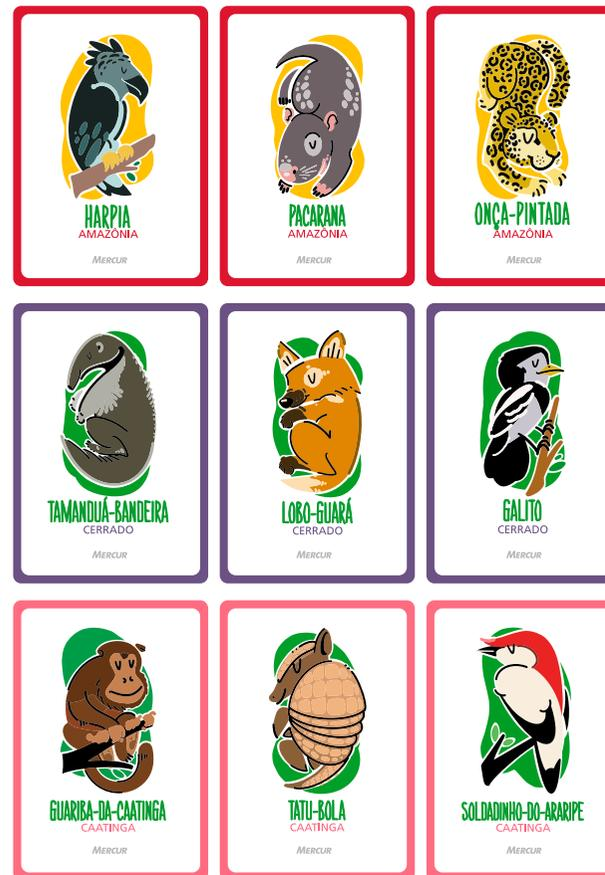 HARPIA
AMAZÔNIA
MERCUR
PACARANA
AMAZÔNIA
MERCUR
ONÇA-PINTADA
AMAZÔNIA
MERCUR
TAMANDUÁ-BANDEIRA
CERRADO
MERCUR
LOBO-GUARÁ
CERRADO
MERCUR
GALITO
CERRADO
MERCUR
GUARIBA-DA-CAATINGA
CAATINGA
MERCUR
TATU-BOLA
CAATINGA
MERCUR
SOLDADINHO-DO-ARARIPE
CAATINGA
MERCUR